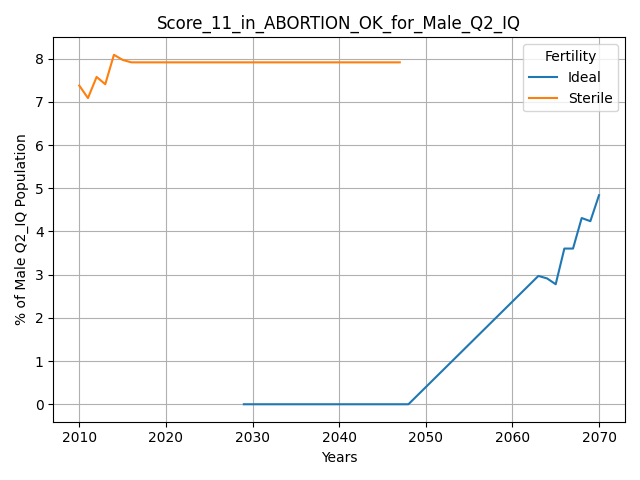 Score_11_in_ABORTION_OK_for_Male_Q2_IQ
% of Male Q2_IQ Population
8
7
6
5
4
3
2
1
0
Fertility
Ideal
Sterile
2010 2020 2030 2040 2050 2060 2070
Years